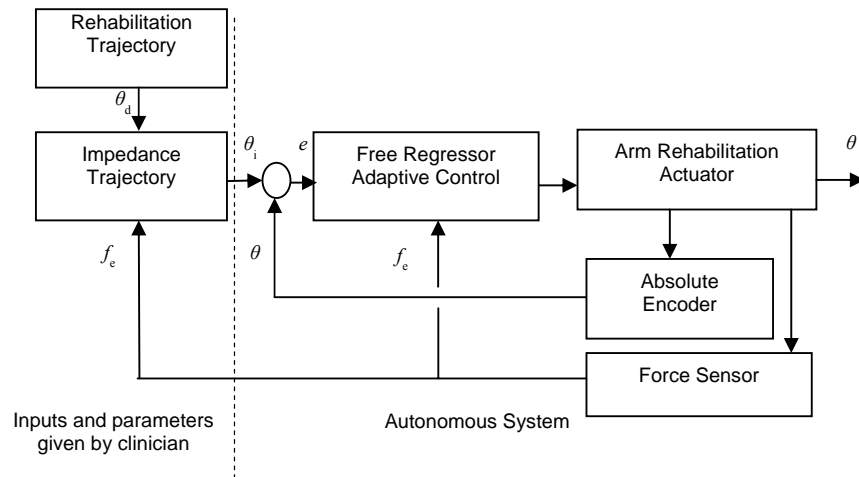 Rehabilitation
Trajectory
θd
Impedance
Trajectory
θi
e
Free Regressor
Adaptive Control
Arm Rehabilitation
Actuator
θ
fe
θ
fe
Absolute
Encoder
Force Sensor
Inputs and parameters
given by clinician
Autonomous System